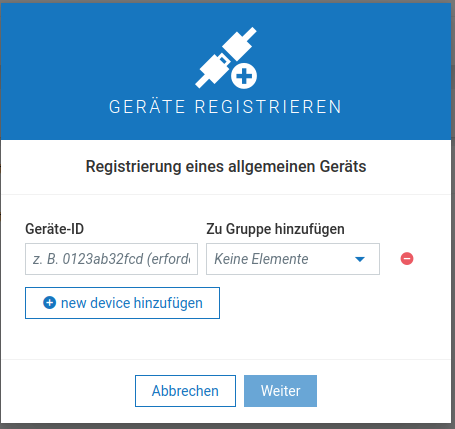 GERÄTE REGISTRIEREN
Registrierung eines allgemeinen Geräts
Geräte-ID
Zu Gruppe hinzufügen
z. B. 0123ab32fcd (erforde
Keine Elemente
new device hinzufügen
Abbrechen
Weiter